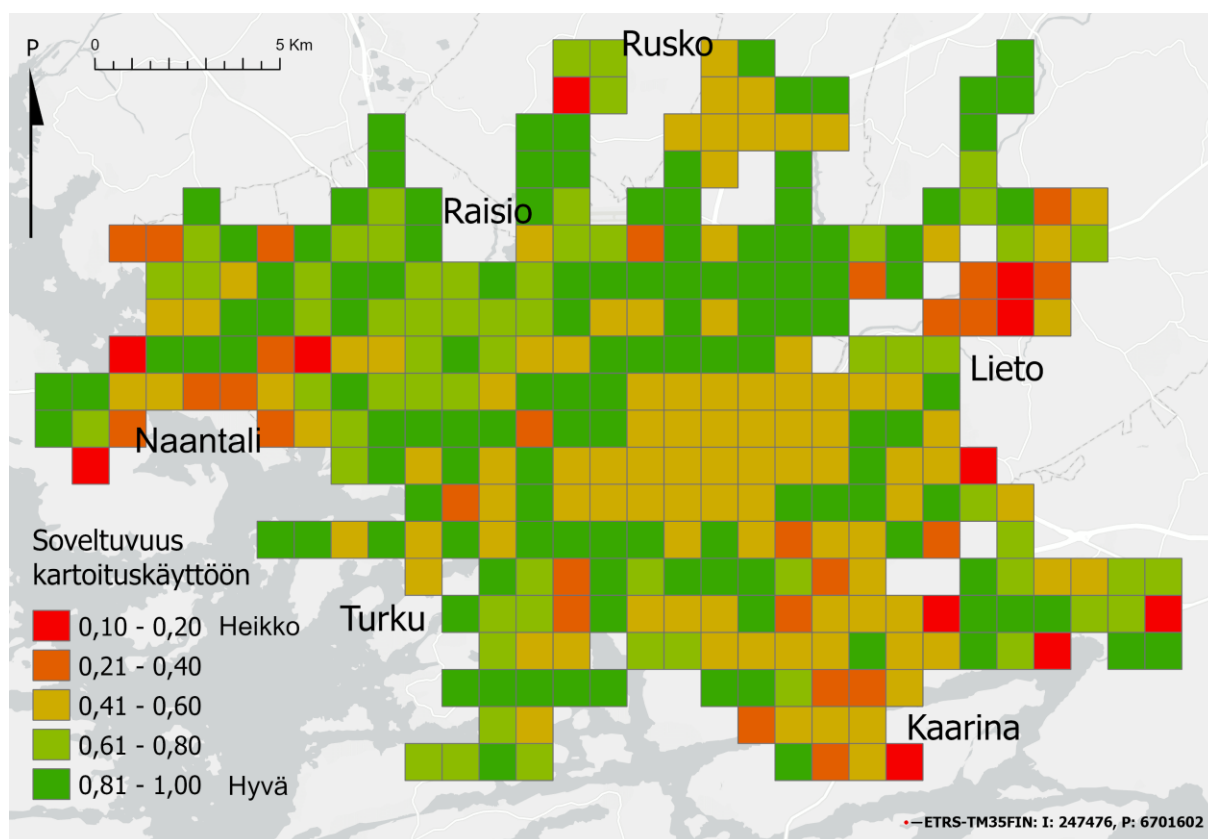 P
0 5 Km
Rusko
Raisio
Lieto
Naantali
Soveltuvuus
kartoituskäyttöön
0,10 - 0,20 Heikko
0,21 - 0,40
0,41 - 0,60
0,61 - 0,80
0,81 - 1,00 Hyvä
Turku
Kaarina
ETRS-TM35FIN: I: 247476, P: 6701602